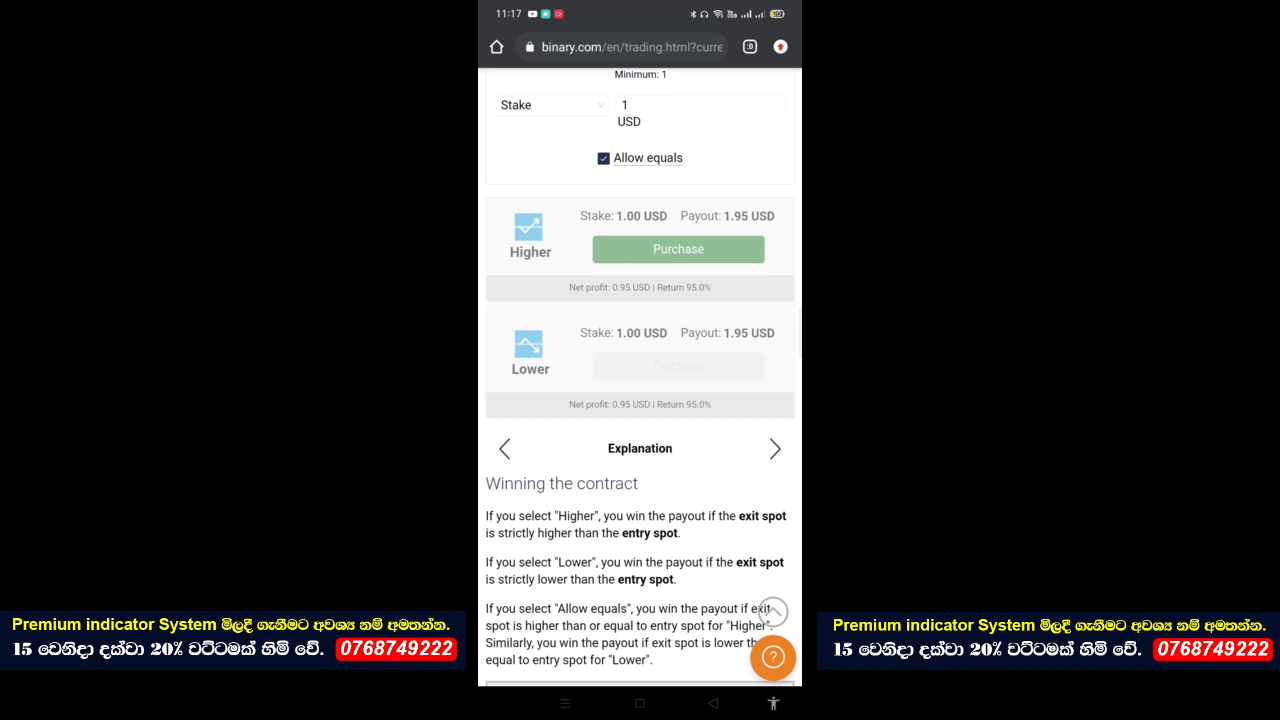 11:17
binary.com/en/trading.html?curre
Minimum: 1
Stake
1
USD
Allow equals
Stake: 1.00 USD Payout: 1.95 USD
Higher
Purchase
Net profit: 0.95 USD | Return 95.0%
Stake: 1.00 USD Payout: 1.95 USD
Lower
Purchase
Net profit: 0.95 USD | Return 95.0%
Explanation
Winning the contract
If you select "Higher", you win the payout if the exit spot
is strictly higher than the entry spot.
If you select "Lower", you win the payout if the exit spot
is strictly lower than the entry spot.
If you select "Allow equals", you win the payout if exit
spot is higher than or equal to entry spot for "Higher".
Similarly, you win the payout if exit spot is lower
equal to entry spot for "Lower".
Premium indicator System මිලදී ගැනීමට අවශ්‍ය නම් අමතන්න.
15 වෙනිදා දක්වා 20% වට්ටමක් හිමි වේ. 0768749222
Premium indicator System මිලදී ගැනීමට අවශ්‍ය නම් අමතන්න.
15 වෙනිදා දක්වා 20% වට්ටමක් හිමි වේ. 0768749222